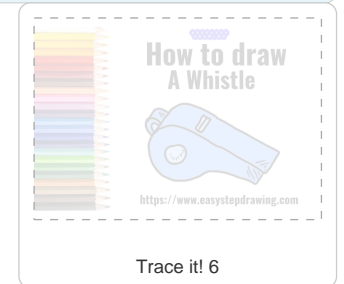 How to draw
A Whistle
https://www.easystepdrawing.com
Trace it! 6